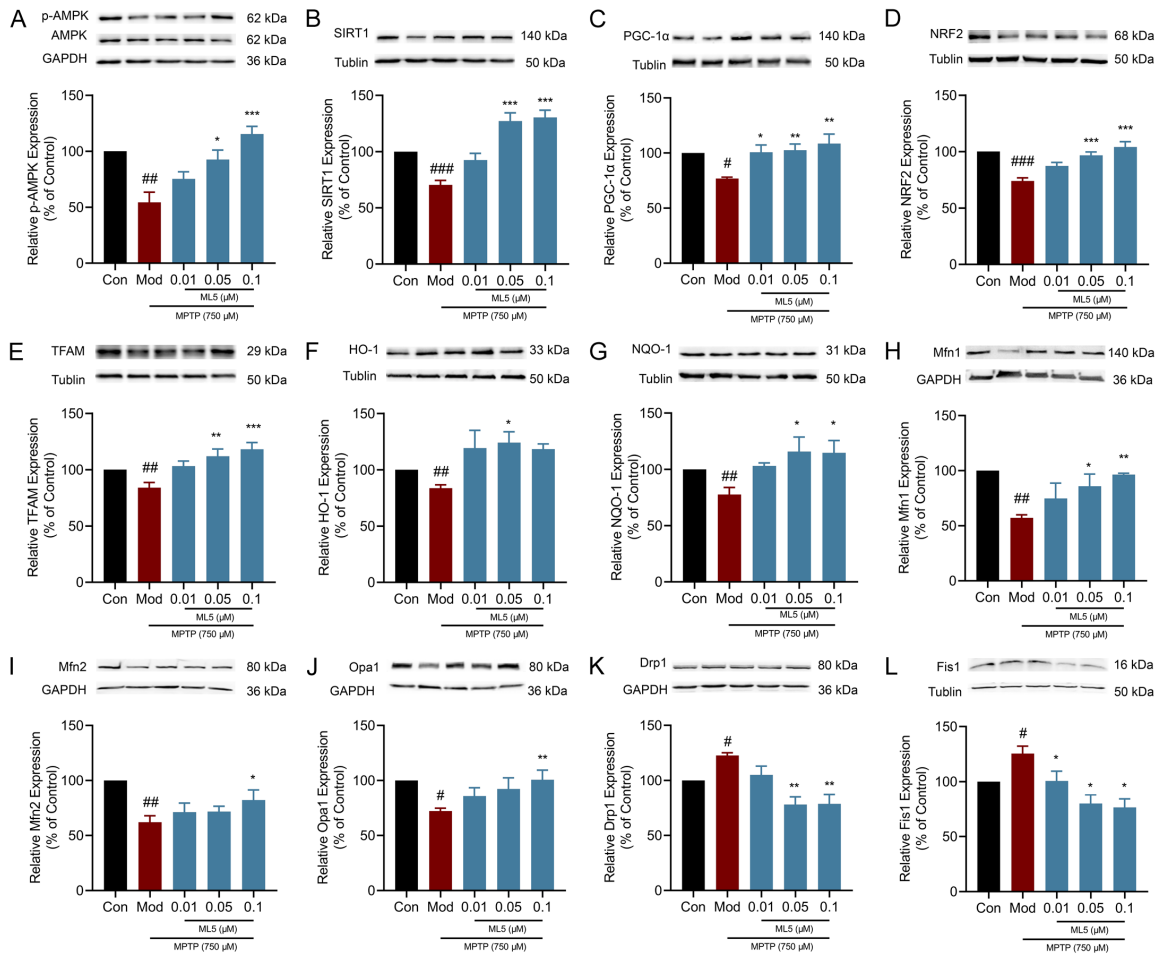 A
p-AMPK 62 kDa
AMPK 62 kDa
GAPDH 36 kDa
Relative p-AMPK Expression
(% of Control)
150
100
50
0
##
*
***
Con Mod 0.01 0.05 0.1
ML5 (μM)
MPTP (750 μM)
B
SIRT1 140 kDa
Tublin 50 kDa
Relative SIRT1 Expression
(% of Control)
150
100
50
0
###
***
***
Con Mod 0.01 0.05 0.1
ML5 (μM)
MPTP (750 μM)
C
PGC-1α 140 kDa
Tublin 50 kDa
Relative PGC-1α Expression
(% of Control)
150
100
50
0
#
*
**
**
Con Mod 0.01 0.05 0.1
ML5 (μM)
MPTP (750 μM)
D
NRF2 68 kDa
Tublin 50 kDa
Relative NRF2 Expression
(% of Control)
150
100
50
0
###
***
***
Con Mod 0.01 0.05 0.1
ML5 (μM)
MPTP (750 μM)
E
TFAM 29 kDa
Tublin 50 kDa
Relative TFAM Expression
(% of Control)
150
100
50
0
##
**
***
Con Mod 0.01 0.05 0.1
ML5 (μM)
MPTP (750 μM)
F
HO-1 33 kDa
Tublin 50 kDa
Relative HO-1 Experssion
(% of Control)
150
100
50
0
##
*
Con Mod 0.01 0.05 0.1
ML5 (μM)
MPTP (750 μM)
G
NQO-1 31 kDa
Tublin 50 kDa
Relative NQO-1 Expression
(% of Control)
150
100
50
0
##
*
*
Con Mod 0.01 0.05 0.1
ML5 (μM)
MPTP (750 μM)
H
Mfn1 140 kDa
GAPDH 36 kDa
Relative Mfn1 Expression
(% of Control)
150
100
50
0
##
*
**
Con Mod 0.01 0.05 0.1
ML5 (μM)
MPTP (750 μM)
I
Mfn2 80 kDa
GAPDH 36 kDa
Relative Mfn2 Expression
(% of Control)
150
100
50
0
##
*
Con Mod 0.01 0.05 0.1
ML5 (μM)
MPTP (750 μM)
J
Opa1 80 kDa
GAPDH 36 kDa
Relative Opa1 Expression
(% of Control)
150
100
50
0
#
**
Con Mod 0.01 0.05 0.1
ML5 (μM)
MPTP (750 μM)
K
Drp1 80 kDa
GAPDH 36 kDa
Relative Drp1 Expression
(% of Control)
150
100
50
0
#
**
**
Con Mod 0.01 0.05 0.1
ML5 (μM)
MPTP (750 μM)
L
Fis1 16 kDa
Tublin 50 kDa
Relative Fis1 Expression
(% of Control)
150
100
50
0
#
*
*
*
Con Mod 0.01 0.05 0.1
ML5 (μM)
MPTP (750 μM)